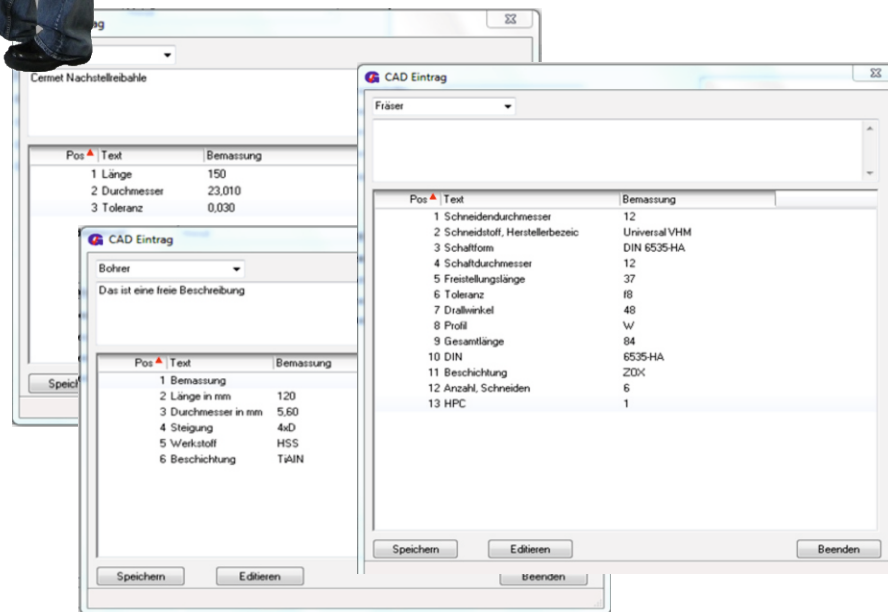 Cermet Nachstellreibahle
Pos Text Bemassung
1 Länge 150
2 Durchmesser 23,010
3 Toleranz 0,030
CAD Eintrag
Bohrer
Das ist eine freie Beschreibung
Pos Text Bemassung
1 Bemassung
2 Länge in mm 120
3 Durchmesser in mm 5,60
4 Steigung 4xD
5 Werkstoff HSS
6 Beschichtung TiAlN
Speichern Editieren Beenden
CAD Eintrag
Fräser
Pos Text Bemassung
1 Schneidendurchmesser 12
2 Schneidstoff, Herstellerbezeic Universal VHM
3 Schaftform DIN 6535-HA
4 Schaftdurchmesser 12
5 Freistellungslänge 37
6 Toleranz f8
7 Drallwinkel 48
8 Profil W
9 Gesamtlänge 84
10 DIN 6535-HA
11 Beschichtung ZOX
12 Anzahl, Schneiden 6
13 HPC 1
Speichern Editieren Beenden